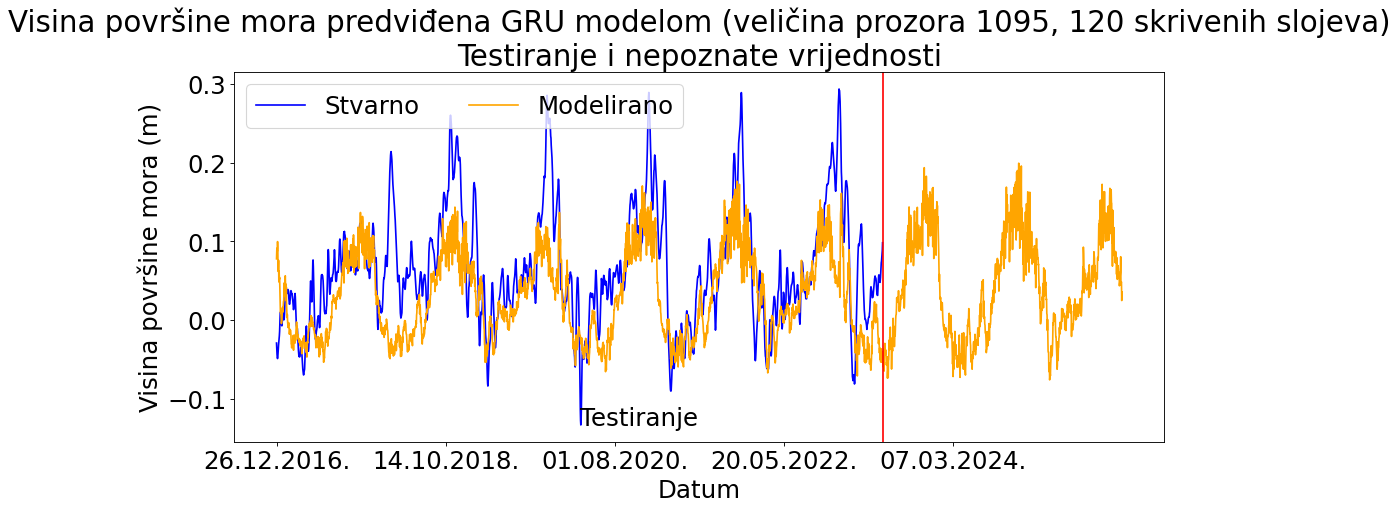 Visina površine mora predviđena GRU modelom (veličina prozora 1095, 120 skrivenih slojeva)
Testiranje i nepoznate vrijednosti
Stvarno
Modelirano
Visina površine mora (m)
0.3
0.2
0.1
0.0
−0.1
Testiranje
26.12.2016.
14.10.2018.
01.08.2020.
20.05.2022.
07.03.2024.
Datum